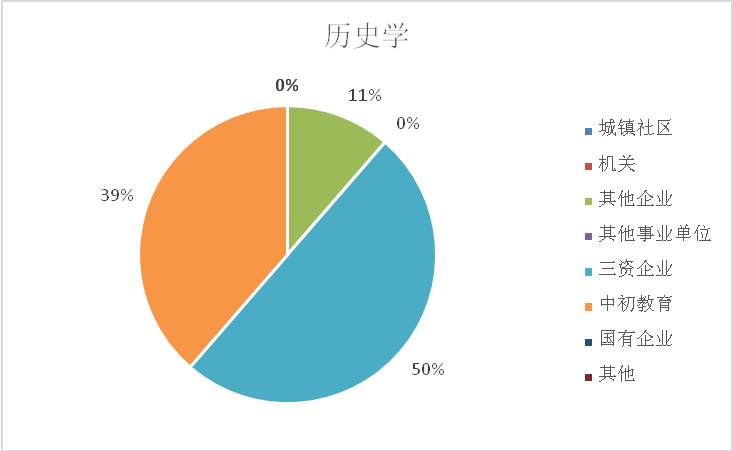 历史学
0%
11%
0%
39%
50%
城镇社区
机关
其他企业
其他事业单位
三资企业
中初教育
国有企业
其他